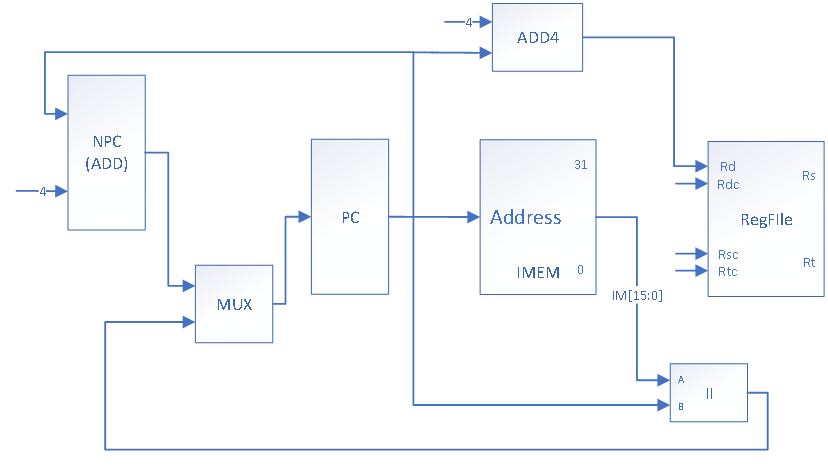 4
ADD4
NPC
(ADD)
4
PC
31
Address
IMEM
0
Rd
Rs
Rdc
RegFIle
Rsc
Rt
Rtc
MUX
IM[15:0]
A
II
B